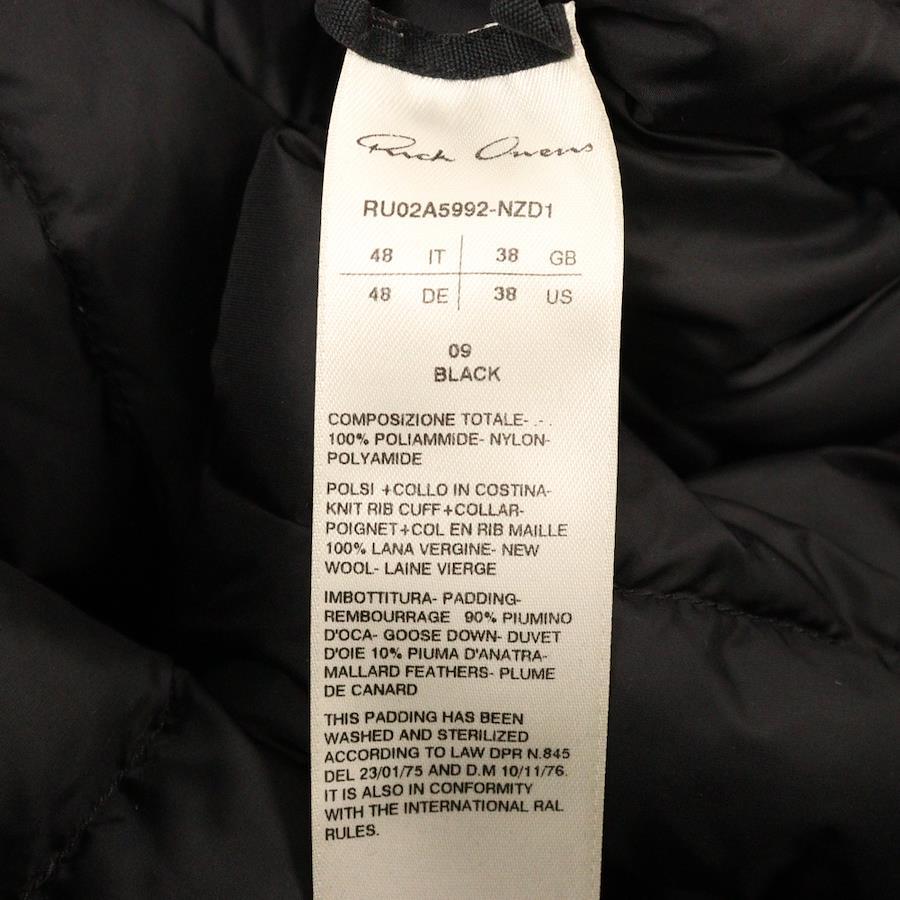 Rick Owens
RU02A5992-NZD1
48 IT 38 GB
48 DE 38 US
09
BLACK
COMPOSIZIONE TOTALE- .- .
100% POLIAMMIDE- NYLON-
POLYAMIDE
POLSI +COLLO IN COSTINA-
KNIT RIB CUFF+COLLAR-
POIGNET+COL EN RIB MAILLE
100% LANA VERGINE- NEW
WOOL- LAINE VIERGE
IMBOTTITURA- PADDING-
REMBOURRAGE 90% PIUMINO
D'OCA- GOOSE DOWN- DUVET
D'OIE 10% PIUMA D'ANATRA-
MALLARD FEATHERS- PLUME
DE CANARD
THIS PADDING HAS BEEN
WASHED AND STERILIZED
ACCORDING TO LAW DPR N.845
DEL 23/01/75 AND D.M 10/11/76.
IT IS ALSO IN CONFORMITY
WITH THE INTERNATIONAL RAL
RULES.